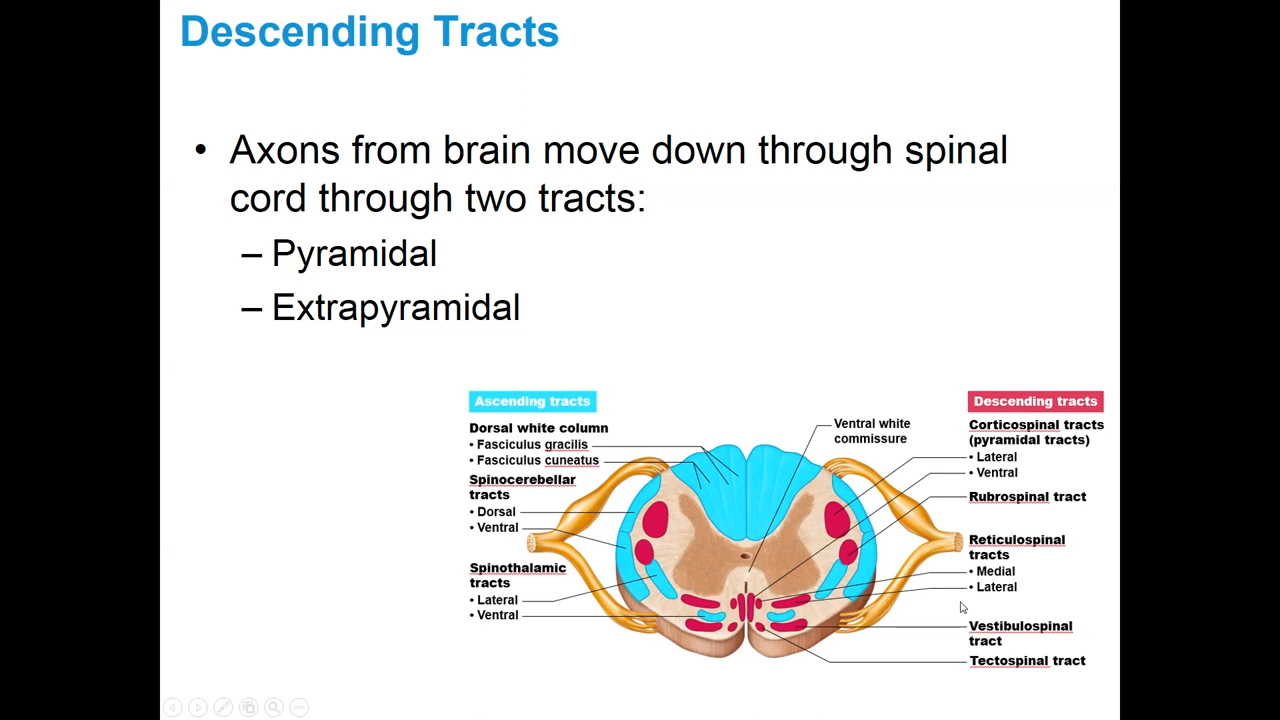 Descending Tracts
• Axons from brain move down through spinal
cord through two tracts:
– Pyramidal
– Extrapyramidal
Ascending tracts
Dorsal white column
• Fasciculus gracilis
• Fasciculus cuneatus
Spinocerebellar
tracts
• Dorsal
• Ventral
Spinothalamic
tracts
• Lateral
• Ventral
Ventral white
commissure
Descending tracts
Corticospinal tracts
(pyramidal tracts)
• Lateral
• Ventral
Rubrospinal tract
Reticulospinal
tracts
• Medial
• Lateral
Vestibulospinal
tract
Tectospinal tract